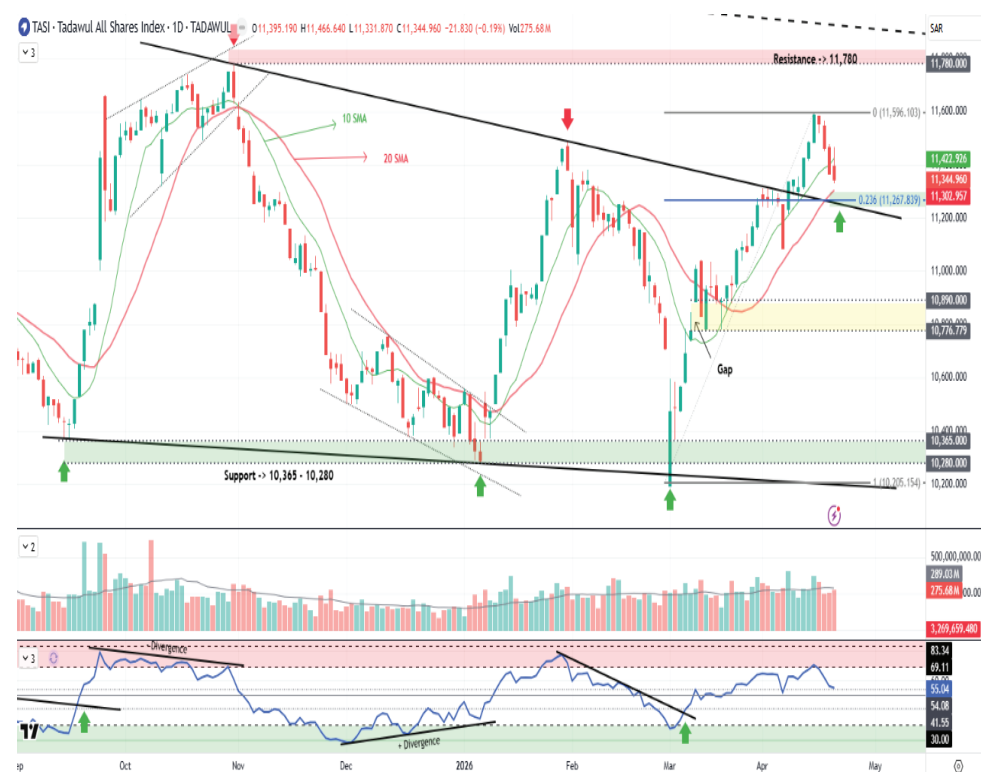 TASI · Tadawul All Shares Index · 1D · TADAWUL O11,395.190 H11,466.640 L11,331.870 C11,344.960 -21.830 (-0.19%) Vol275.68M
SAR
3
Resistance -> 11,780
11,780.000
11,600.000
0 (11,596.103)
10 SMA
20 SMA
11,422.926
11,344.960
11,302.957
0.236 (11,267.839)
11,200.000
11,000.000
10,890.000
10,776.779
Gap
10,600.000
10,400.000
10,365.000
10,280.000
Support -> 10,365 - 10,280
10,200.000
1 (10,205.154)
2
500,000,000.00
289.03M
275.68M
3,269,659.480
3
- Divergence
83.34
69.11
55.04
54.08
41.55
30.00
+ Divergence
Oct Nov Dec 2026 Feb Mar Apr May